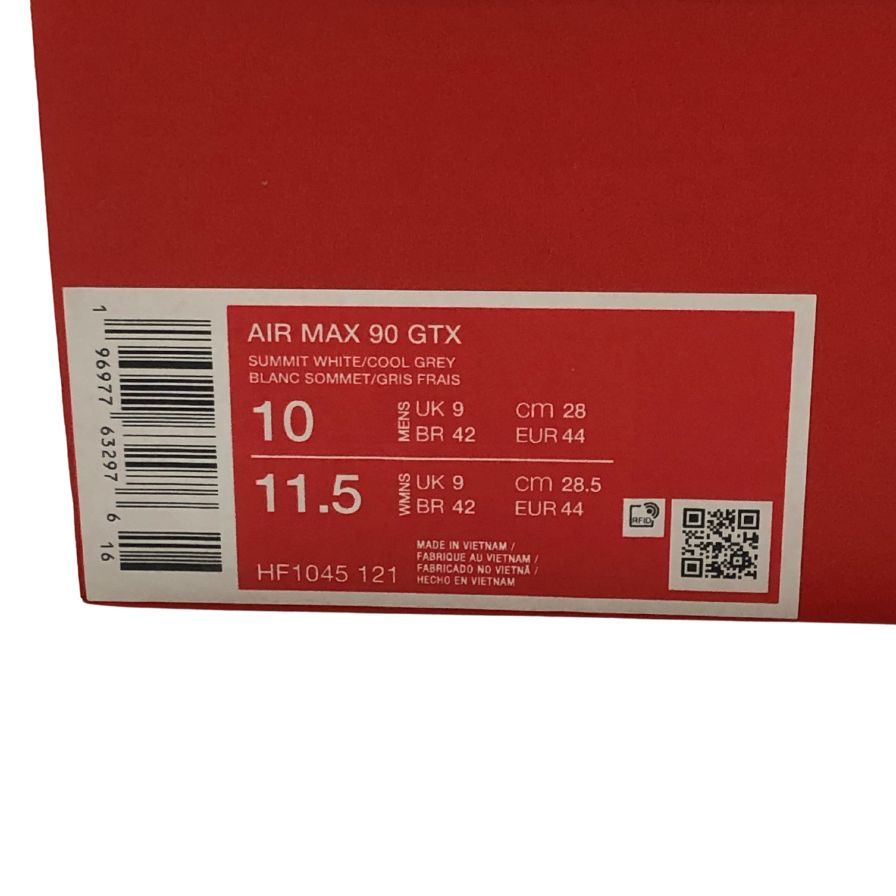 1 96977 63297 6 16
AIR MAX 90 GTX
SUMMIT WHITE/COOL GREY
BLANC SOMMET/GRIS FRAIS
10 MENS UK 9 cm 28
BR 42 EUR 44
11.5 WMNS UK 9 cm 28.5
BR 42 EUR 44
RFID
HF1045 121
MADE IN VIETNAM /
FABRIQUE AU VIETNAM /
FABRICADO NO VIETNÃ /
HECHO EN VIETNAM